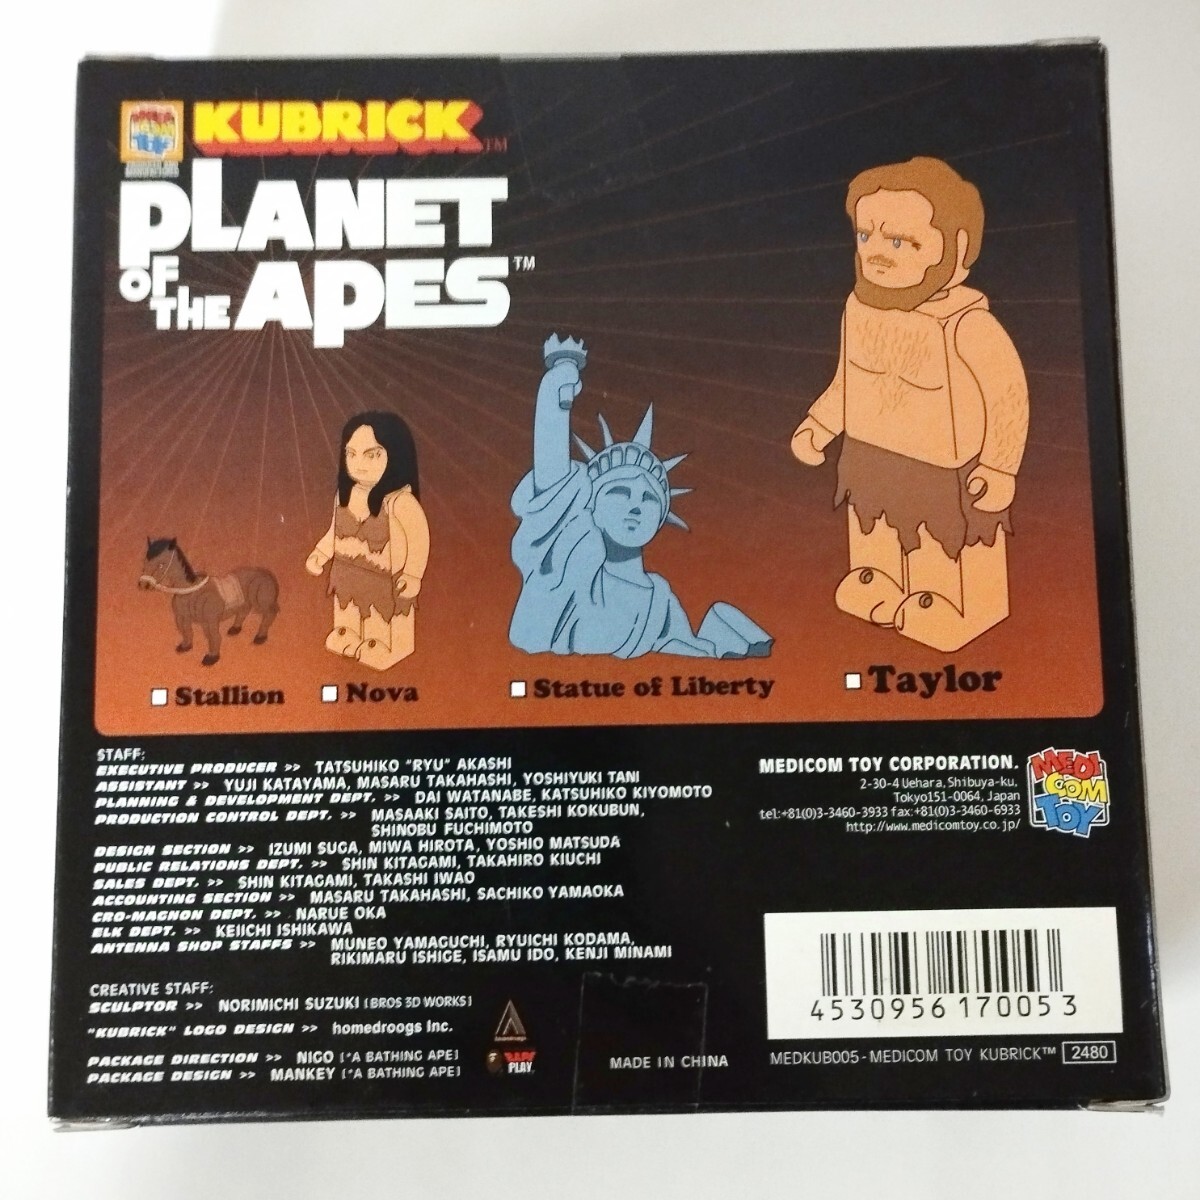 KUBRICK™
PLANET
OF THE APES™
Stallion
Nova
Statue of Liberty
Taylor
STAFF;
EXECUTIVE PRODUCER >> TATSUHIKO "RYU" AKASHI
ASSISTANT >> YUJI KATAYAMA, MASARU TAKAHASHI, YOSHIYUKI TANI
PLANNING & DEVELOPMENT DEPT. >> DAI WATANABE, KATSUHIKO KIYOMOTO
PRODUCTION CONTROL DEPT. >> MASAAKI SAITO, TAKESHI KOKUBUN,
SHINOBU FUCHIMOTO
DESIGN SECTION >> IZUMI SUGA, MIWA HIROTA, YOSHIO MATSUDA
PUBLIC RELATIONS DEPT. >> SHIN KITAGAMI, TAKAHIRO KIUCHI
SALES DEPT. >> SHIN KITAGAMI, TAKASHI IWAO
ACCOUNTING SECTION >> MASARU TAKAHASHI, SACHIKO YAMAOKA
CRO-MAGNON DEPT. >> NARUE OKA
ELK DEPT. >> KEIICHI ISHIKAWA
ANTENNA SHOP STAFFS >> MUNEO YAMAGUCHI, RYUICHI KODAMA,
RIKIMARU ISHIGE, ISAMU IDO, KENJI MINAMI
CREATIVE STAFF:
SCULPTOR >> NORIMICHI SUZUKI [BROS 3D WORKS]
"KUBRICK" LOGO DESIGN >> homedroogs Inc.
PACKAGE DIRECTION >> NIGO ["A BATHING APE]
PACKAGE DESIGN >> MANKEY ["A BATHING APE]
BAPE
PLAY.
MADE IN CHINA
MEDICOM TOY CORPORATION.
2-30-4 Uehara, Shibuya-ku,
Tokyo151-0064, Japan
tel:+81(0)3-3460-3933 fax:+81(0)3-3460-6933
http://www.medicomtoy.co.jp/
MEDI
COM
TOY
4530956170053
MEDKUB005-MEDICOM TOY KUBRICK™ 2480